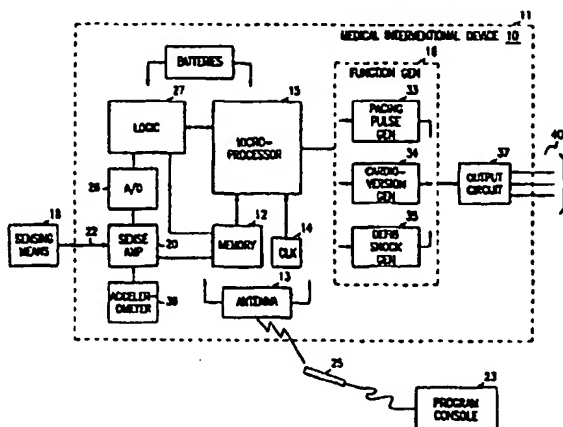 11
MEDICAL INTERVENTIONAL DEVICE 10
16
BATTERIES
FUNCTION GEN
27
15
33
LOGIC
MICRO-
PROCESSOR
PACING
PULSE
GEN
40
34
37
CARDIO-
VERSION
GEN
OUTPUT
CIRCUIT
A/D
18
20
12
14
35
SENSING
MEANS
22
SENSE
AMP
MEMORY
CLK
DEFIB
SHOCK
GEN
13
ACCELER-
OMETER
36
ANTENNA
25
23
PROGRAM
CONSOLE